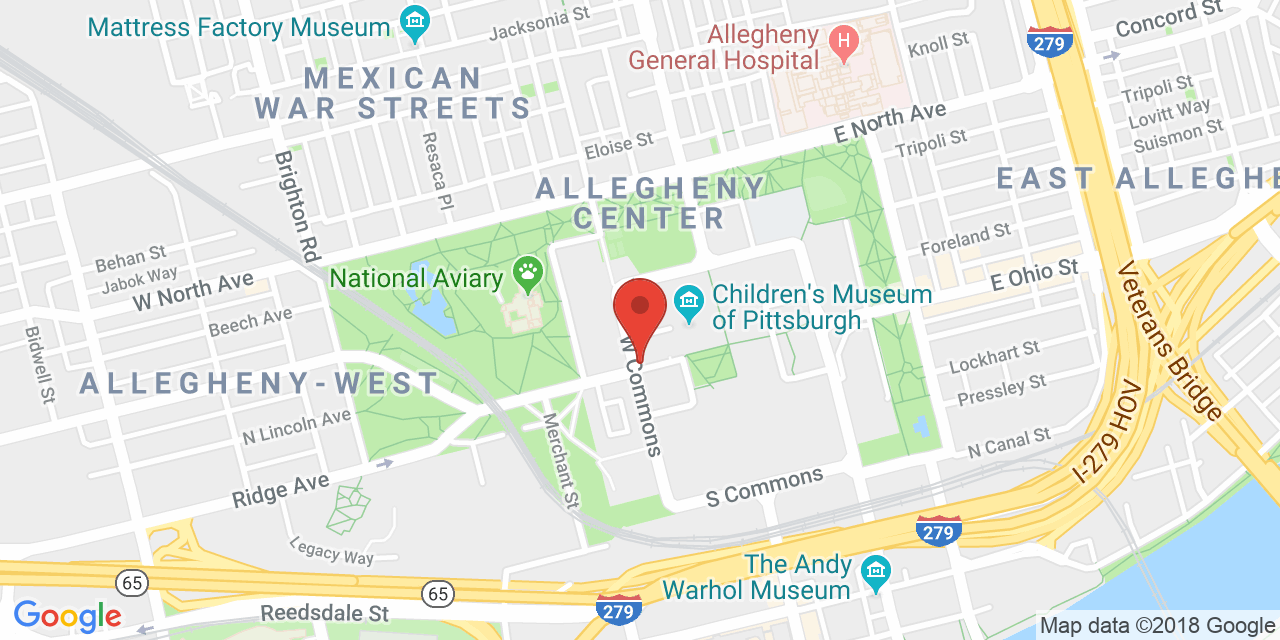 Mattress Factory Museum
Jacksonia St
Concord St
Allegheny
General Hospital
H
Knoll St
279
MEXICAN
WAR STREETS
Tripoli St
Lovitt Way
Suismon St
E North Ave
Tripoli St
Eloise St
Resaca Pl
Brighton Rd
ALLEGHENY
CENTER
EAST ALLEGHE
Behan St
Jabok Way
W North Ave
Beech Ave
National Aviary
Foreland St
E Ohio St
Children's Museum
of Pittsburgh
Veterans Bridge
Bidwell St
ALLEGHENY-WEST
W Commons
Lockhart St
Pressley St
N Lincoln Ave
Merchant St
N Canal St
I-279 HOV
Ridge Ave
S Commons
279
Legacy Way
The Andy
Warhol Museum
65
65
279
Reedsdale St
Google
Map data ©2018 Google